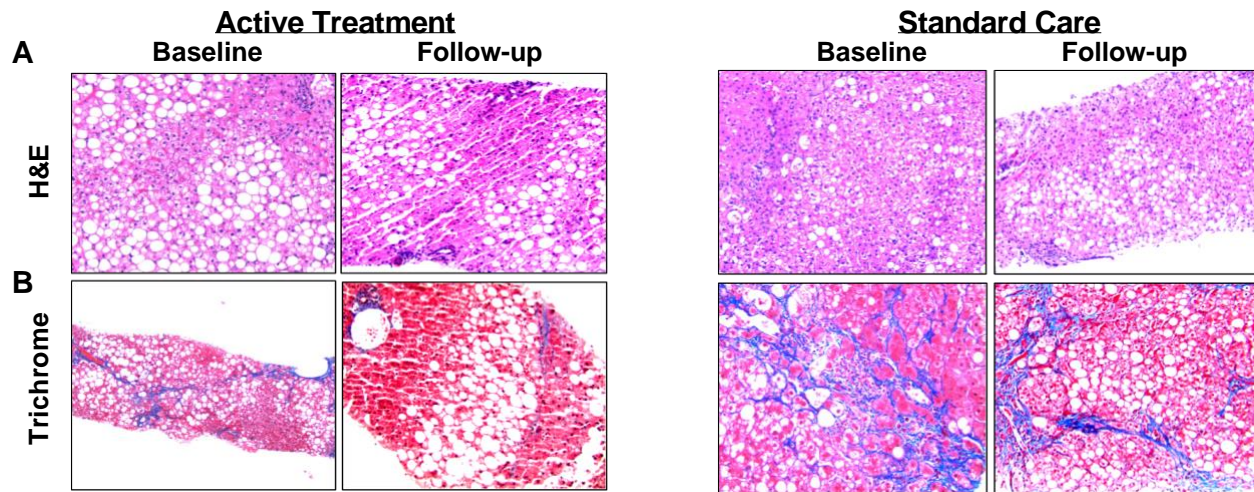 Active Treatment
Standard Care
A
Baseline
Follow-up
Baseline
Follow-up
H&E
B
Trichrome